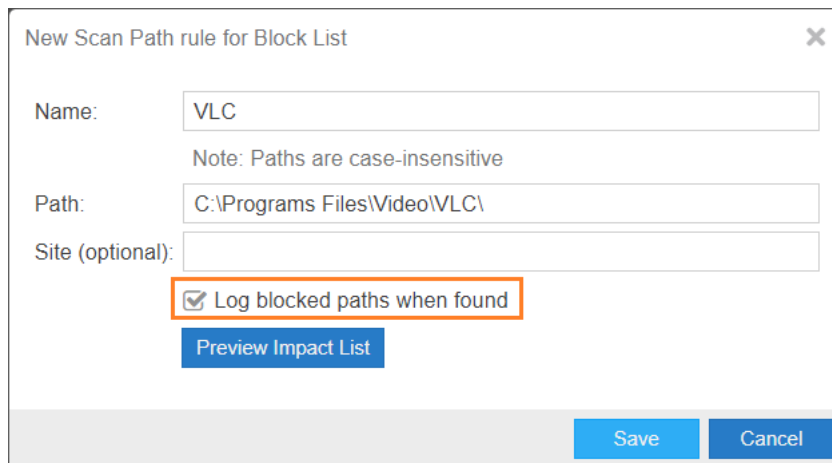 New Scan Path rule for Block List
Name: VLC
Note: Paths are case-insensitive
Path: C:\Programs Files\Video\VLC\
Site (optional):
Log blocked paths when found
Preview Impact List
Save Cancel